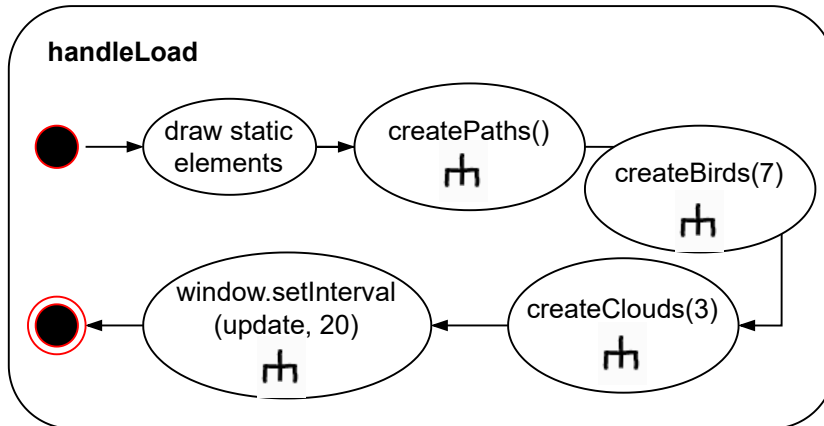 handleLoad
draw static
elements
createPaths()
createBirds(7)
createClouds(3)
window.setInterval
(update, 20)